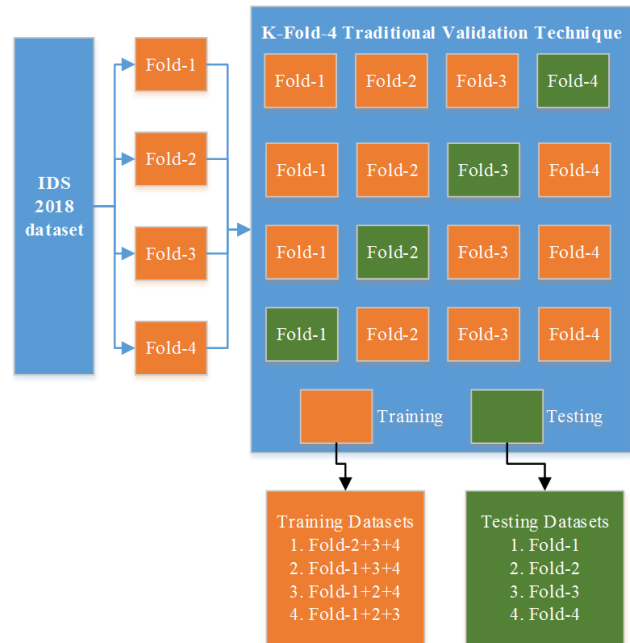 IDS
2018
dataset
Fold-1
Fold-2
Fold-3
Fold-4
K-Fold-4 Traditional Validation Technique
Fold-1 Fold-2 Fold-3 Fold-4
Fold-1 Fold-2 Fold-3 Fold-4
Fold-1 Fold-2 Fold-3 Fold-4
Fold-1 Fold-2 Fold-3 Fold-4
Training Testing
Training Datasets
1. Fold-2+3+4
2. Fold-1+3+4
3. Fold-1+2+4
4. Fold-1+2+3
Testing Datasets
1. Fold-1
2. Fold-2
3. Fold-3
4. Fold-4